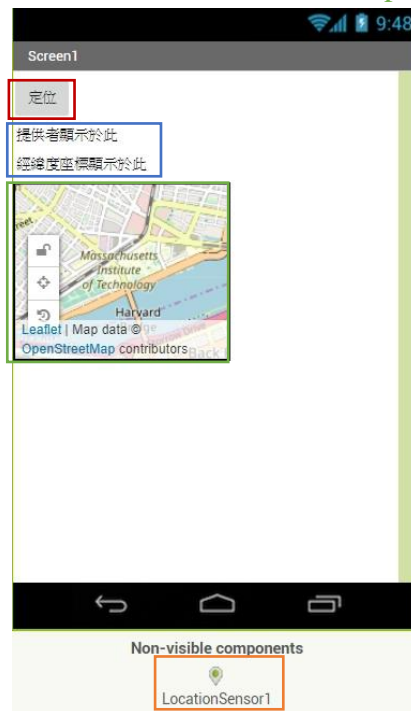 9:48
Screen1
定位
提供者顯示於此
經緯度座標顯示於此
Massachusetts
Institute
of Technology
Harvard
Leaflet | Map data ©
OpenStreetMap contributors
Non-visible components
LocationSensor1